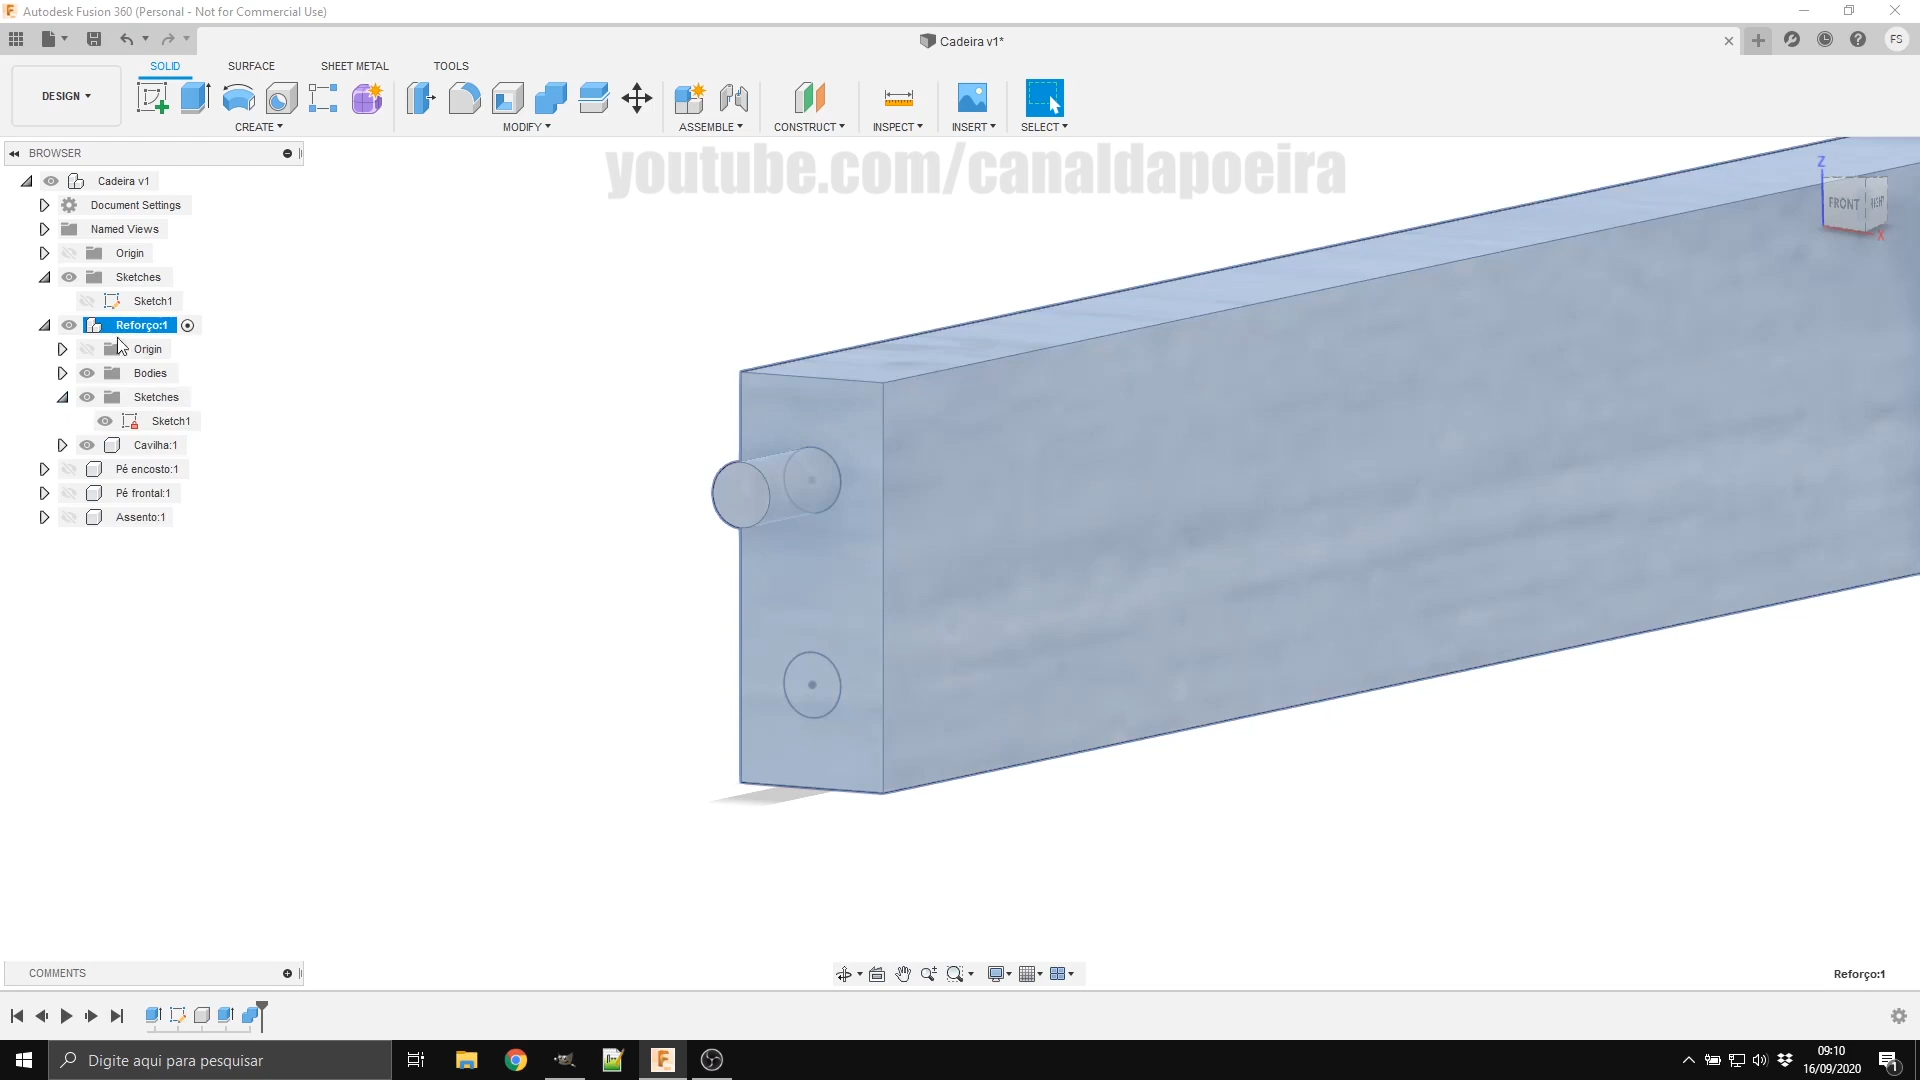 Autodesk Fusion 360 (Personal - Not for Commercial Use)
Cadeira v1*
FS
SOLID
SURFACE
SHEET METAL
TOOLS
DESIGN
CREATE
MODIFY
ASSEMBLE
CONSTRUCT
INSPECT
INSERT
SELECT
BROWSER
youtube.com/canaldapoeira
Cadeira v1
Document Settings
Named Views
Origin
Sketches
Sketch1
Reforço:1
Origin
Bodies
Sketches
Sketch1
Cavilha:1
Pé encosto:1
Pé frontal:1
Assento:1
Z
FRONT
RIGHT
X
COMMENTS
Reforço:1
Digite aqui para pesquisar
09:10
16/09/2020
1